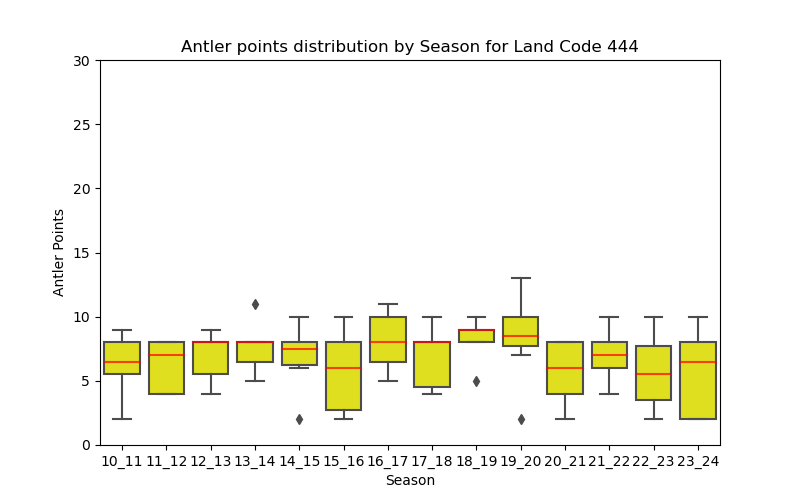 Antler points distribution by Season for Land Code 444
30
25
20
15
10
5
0
Antler Points
10_11 11_12 12_13 13_14 14_15 15_16 16_17 17_18 18_19 19_20 20_21 21_22 22_23 23_24
Season